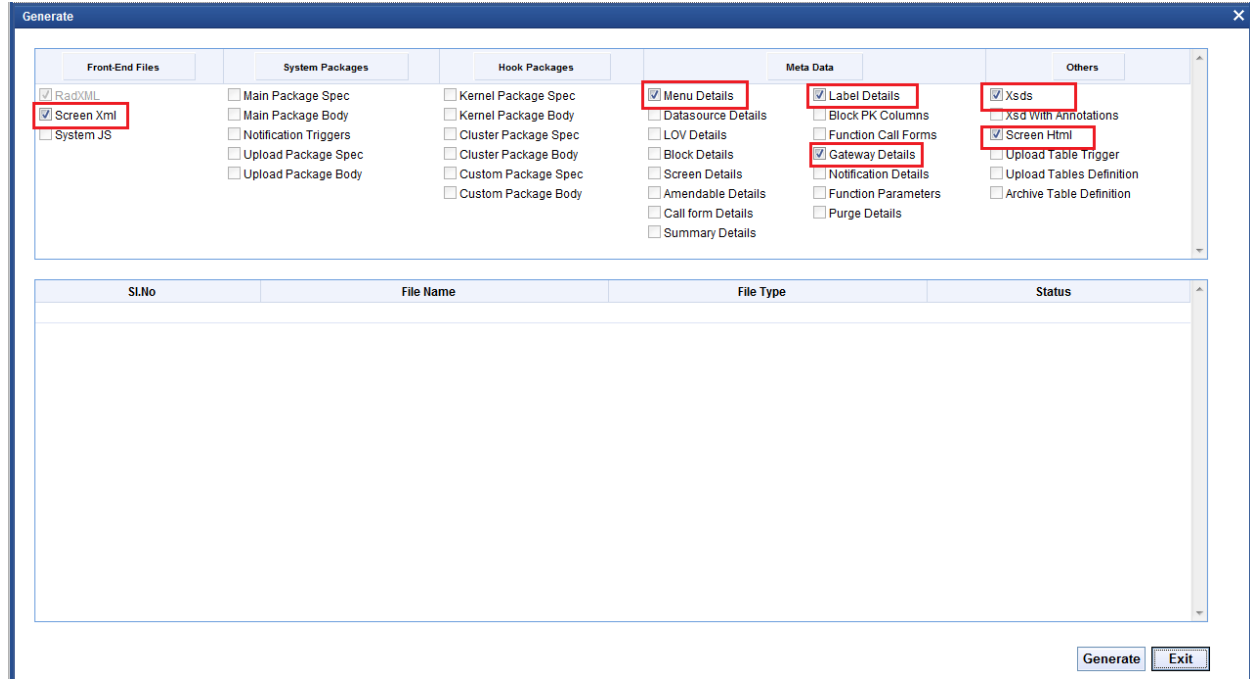 Generate
Front-End Files System Packages Hook Packages Meta Data Others
RadXML Main Package Spec Kernel Package Spec Menu Details Label Details Xsds
Screen Xml Main Package Body Kernel Package Body Datasource Details Block PK Columns Xsd With Annotations
System JS Notification Triggers Cluster Package Spec LOV Details Function Call Forms Screen Html
Upload Package Spec Cluster Package Body Block Details Gateway Details Upload Table Trigger
Upload Package Body Custom Package Spec Screen Details Notification Details Upload Tables Definition
Custom Package Body Amendable Details Function Parameters Archive Table Definition
Call form Details Purge Details
Summary Details
Sl.No File Name File Type Status
Generate Exit